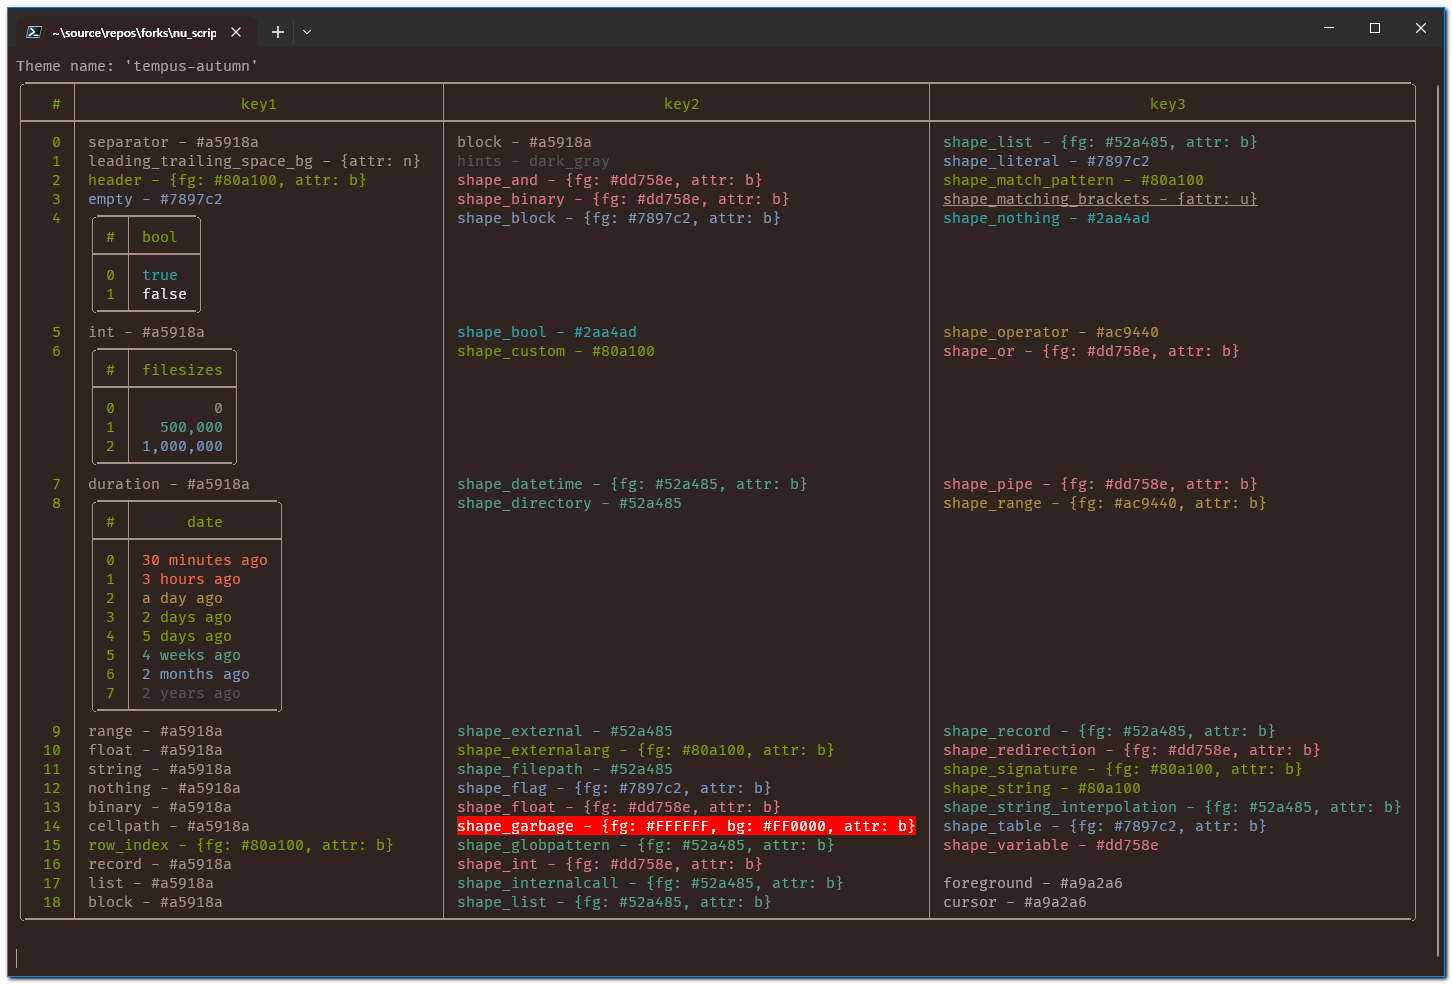 ~\source\repos\forks\nu_scrip
Theme name: 'tempus-autumn'
# key1 key2 key3
0 separator - #a5918a block - #a5918a shape_list - {fg: #52a485, attr: b}
1 leading_trailing_space_bg - {attr: n} hints - dark_gray shape_literal - #7897c2
2 header - {fg: #80a100, attr: b} shape_and - {fg: #dd758e, attr: b} shape_match_pattern - #80a100
3 empty - #7897c2 shape_binary - {fg: #dd758e, attr: b} shape_matching_brackets - {attr: u}
4 shape_block - {fg: #7897c2, attr: b} shape_nothing - #2aa4ad
# bool
0 true
1 false
5 int - #a5918a shape_bool - #2aa4ad shape_operator - #ac9440
6 shape_custom - #80a100 shape_or - {fg: #dd758e, attr: b}
# filesizes
0 0
1 500,000
2 1,000,000
7 duration - #a5918a shape_datetime - {fg: #52a485, attr: b} shape_pipe - {fg: #dd758e, attr: b}
8 shape_directory - #52a485 shape_range - {fg: #ac9440, attr: b}
# date
0 30 minutes ago
1 3 hours ago
2 a day ago
3 2 days ago
4 5 days ago
5 4 weeks ago
6 2 months ago
7 2 years ago
9 range - #a5918a shape_external - #52a485 shape_record - {fg: #52a485, attr: b}
10 float - #a5918a shape_externalarg - {fg: #80a100, attr: b} shape_redirection - {fg: #dd758e, attr: b}
11 string - #a5918a shape_filepath - #52a485 shape_signature - {fg: #80a100, attr: b}
12 nothing - #a5918a shape_flag - {fg: #7897c2, attr: b} shape_string - #80a100
13 binary - #a5918a shape_float - {fg: #dd758e, attr: b} shape_string_interpolation - {fg: #52a485, attr: b}
14 cellpath - #a5918a shape_garbage - {fg: #FFFFFF, bg: #FF0000, attr: b} shape_table - {fg: #7897c2, attr: b}
15 row_index - {fg: #80a100, attr: b} shape_globpattern - {fg: #52a485, attr: b} shape_variable - #dd758e
16 record - #a5918a shape_int - {fg: #dd758e, attr: b}
17 list - #a5918a shape_internalcall - {fg: #52a485, attr: b} foreground - #a9a2a6
18 block - #a5918a shape_list - {fg: #52a485, attr: b} cursor - #a9a2a6